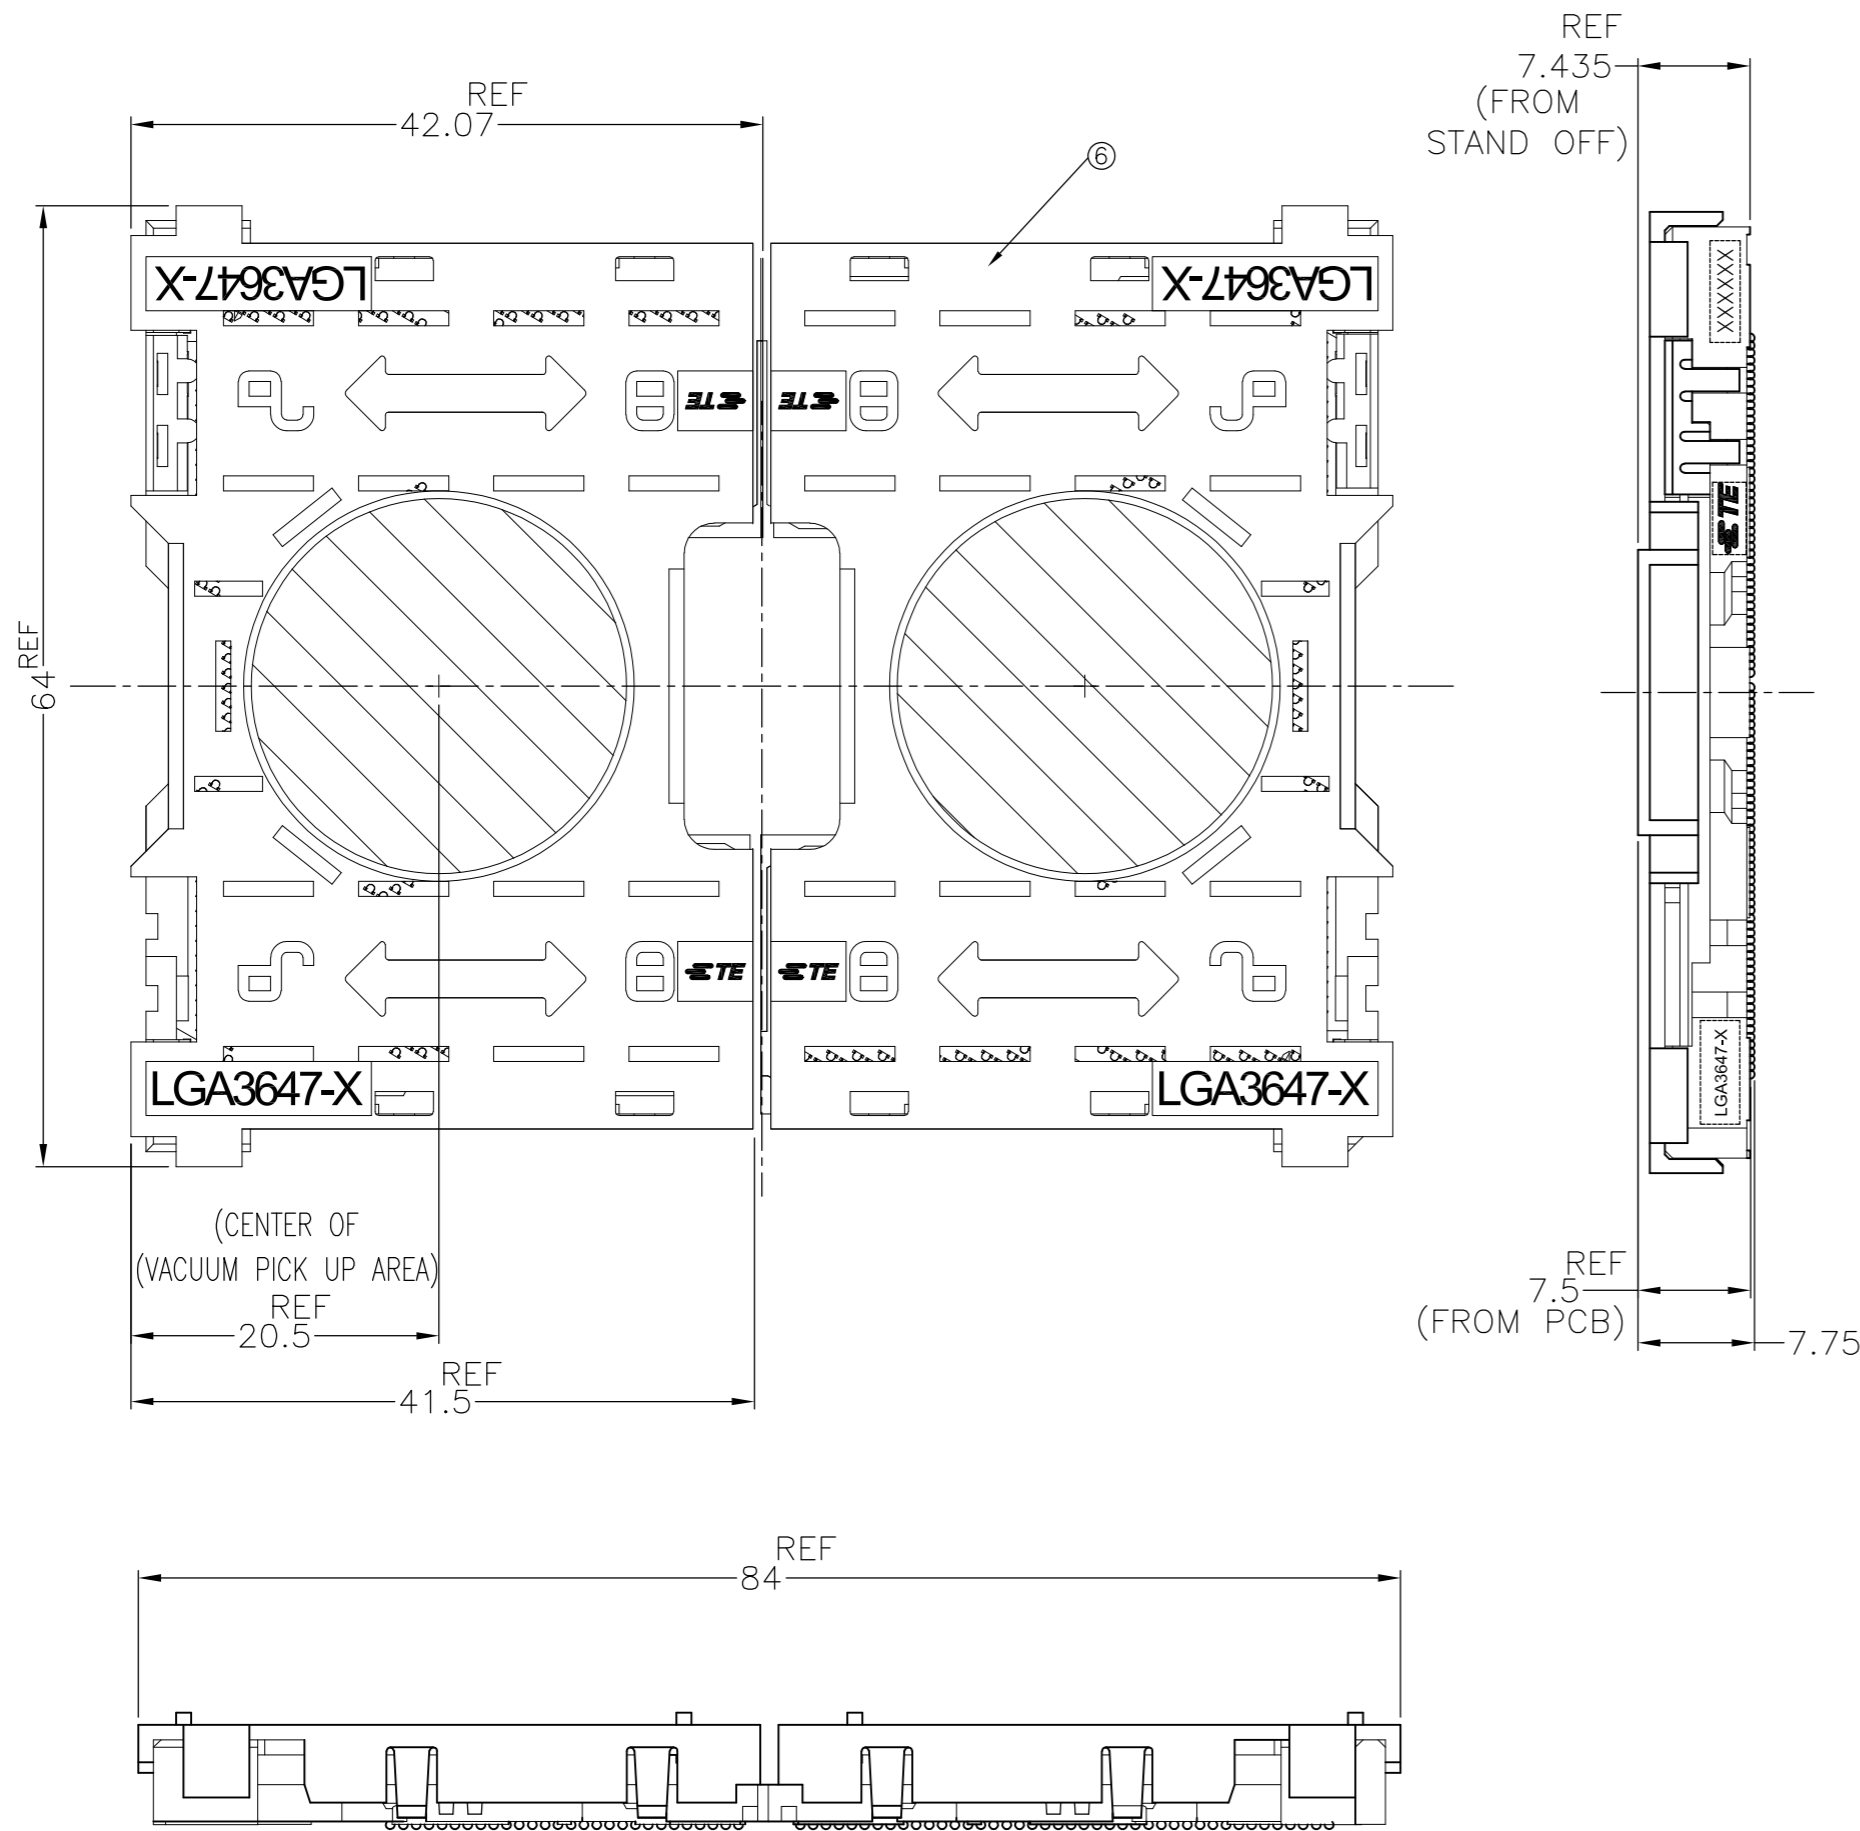 REF
7.435
(FROM
STAND OFF)
REF
42.07
⑥
LGA3647-X
LGA3647-X
XXXXXX
TE
TE
TE
REF
64
TE
TE
LGA3647-X
LGA3647-X
LGA3647-X
(CENTER OF
(VACUUM PICK UP AREA)
REF
20.5
REF
41.5
REF
7.5
(FROM PCB)
7.75
REF
84